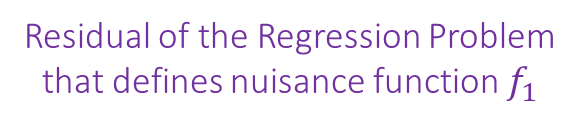 Residual of the Regression Problem
that defines nuisance function f₁